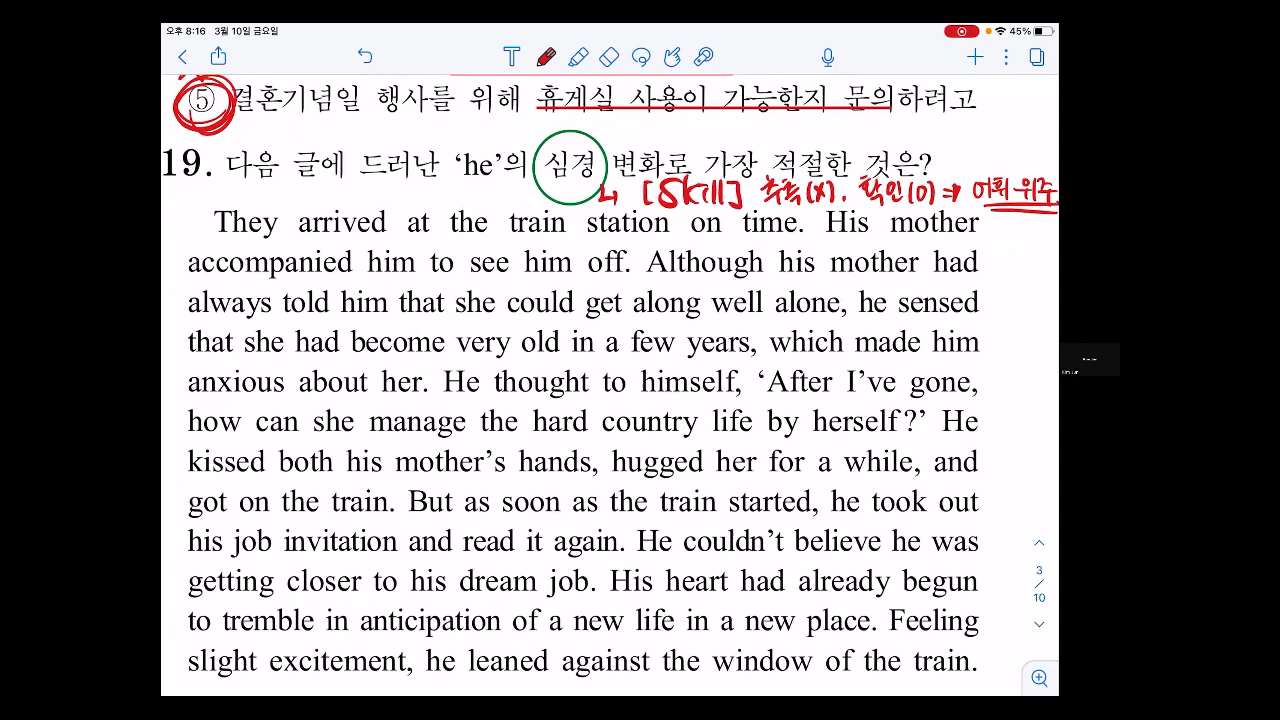 오후 8:16 3월 10일 금요일
45%
⑤ 결혼기념일 행사를 위해 휴게실 사용이 가능한지 문의하려고
19. 다음 글에 드러난 ‘he’의 심경 변화로 가장 적절한 것은?
↳ [Skill] 추측(X). 확인(O) ⇒ 어휘 위주.
They arrived at the train station on time. His mother
accompanied him to see him off. Although his mother had
always told him that she could get along well alone, he sensed
that she had become very old in a few years, which made him
anxious about her. He thought to himself, ‘After I’ve gone,
how can she manage the hard country life by herself?’ He
kissed both his mother’s hands, hugged her for a while, and
got on the train. But as soon as the train started, he took out
his job invitation and read it again. He couldn’t believe he was
getting closer to his dream job. His heart had already begun
to tremble in anticipation of a new life in a new place. Feeling
slight excitement, he leaned against the window of the train.
3
/
10